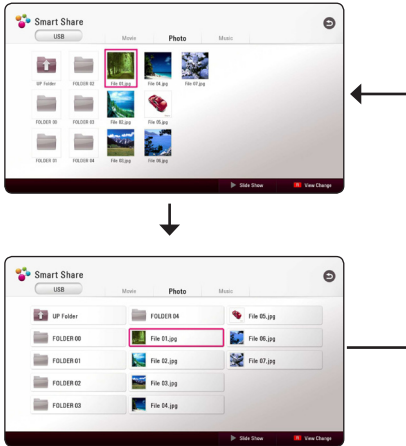 Smart Share
USB
Movie Photo Music
UP Folder FOLDER 02 File 01.jpg File 04.jpg File 07.jpg
FOLDER 00 FOLDER 03 File 02.jpg File 05.jpg
FOLDER 01 FOLDER 04 File 03.jpg File 06.jpg
Slide Show R View Change
Smart Share
USB
Movie Photo Music
UP Folder FOLDER 04 File 05.jpg
FOLDER 00 File 01.jpg File 06.jpg
FOLDER 01 File 02.jpg File 07.jpg
FOLDER 02 File 03.jpg
FOLDER 03 File 04.jpg
Slide Show R View Change